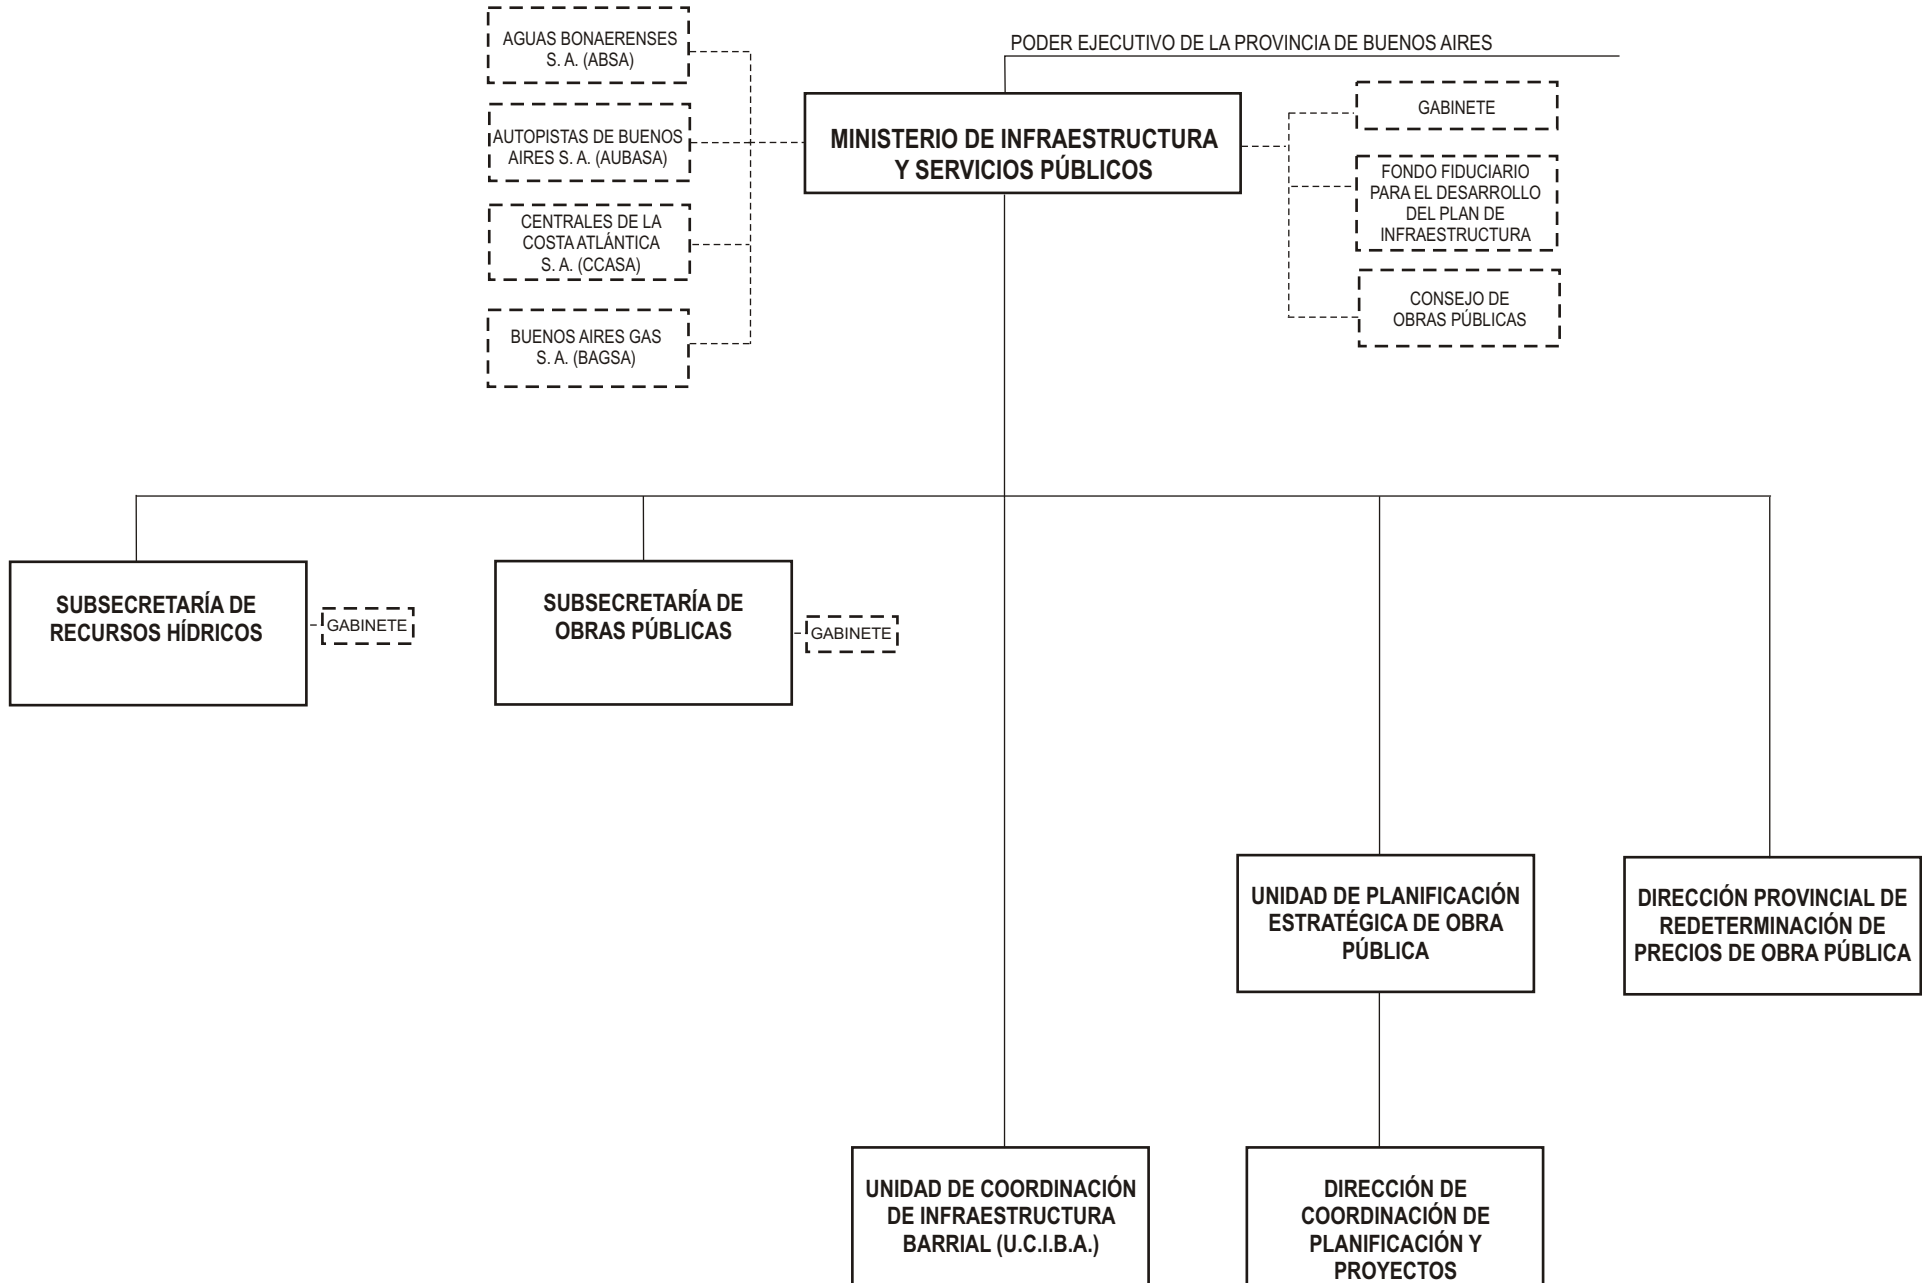 PODER EJECUTIVO DE LA PROVINCIA DE BUENOS AIRES
AGUAS BONAERENSES
S. A. (ABSA)
AUTOPISTAS DE BUENOS
AIRES S. A. (AUBASA)
CENTRALES DE LA
COSTA ATLÁNTICA
S. A. (CCASA)
BUENOS AIRES GAS
S. A. (BAGSA)
MINISTERIO DE INFRAESTRUCTURA
Y SERVICIOS PÚBLICOS
GABINETE
FONDO FIDUCIARIO
PARA EL DESARROLLO
DEL PLAN DE
INFRAESTRUCTURA
CONSEJO DE
OBRAS PÚBLICAS
SUBSECRETARÍA DE
RECURSOS HÍDRICOS
GABINETE
SUBSECRETARÍA DE
OBRAS PÚBLICAS
GABINETE
UNIDAD DE PLANIFICACIÓN
ESTRATÉGICA DE OBRA
PÚBLICA
DIRECCIÓN PROVINCIAL DE
REDETERMINACIÓN DE
PRECIOS DE OBRA PÚBLICA
UNIDAD DE COORDINACIÓN
DE INFRAESTRUCTURA
BARRIAL (U.C.I.B.A.)
DIRECCIÓN DE
COORDINACIÓN DE
PLANIFICACIÓN Y
PROYECTOS